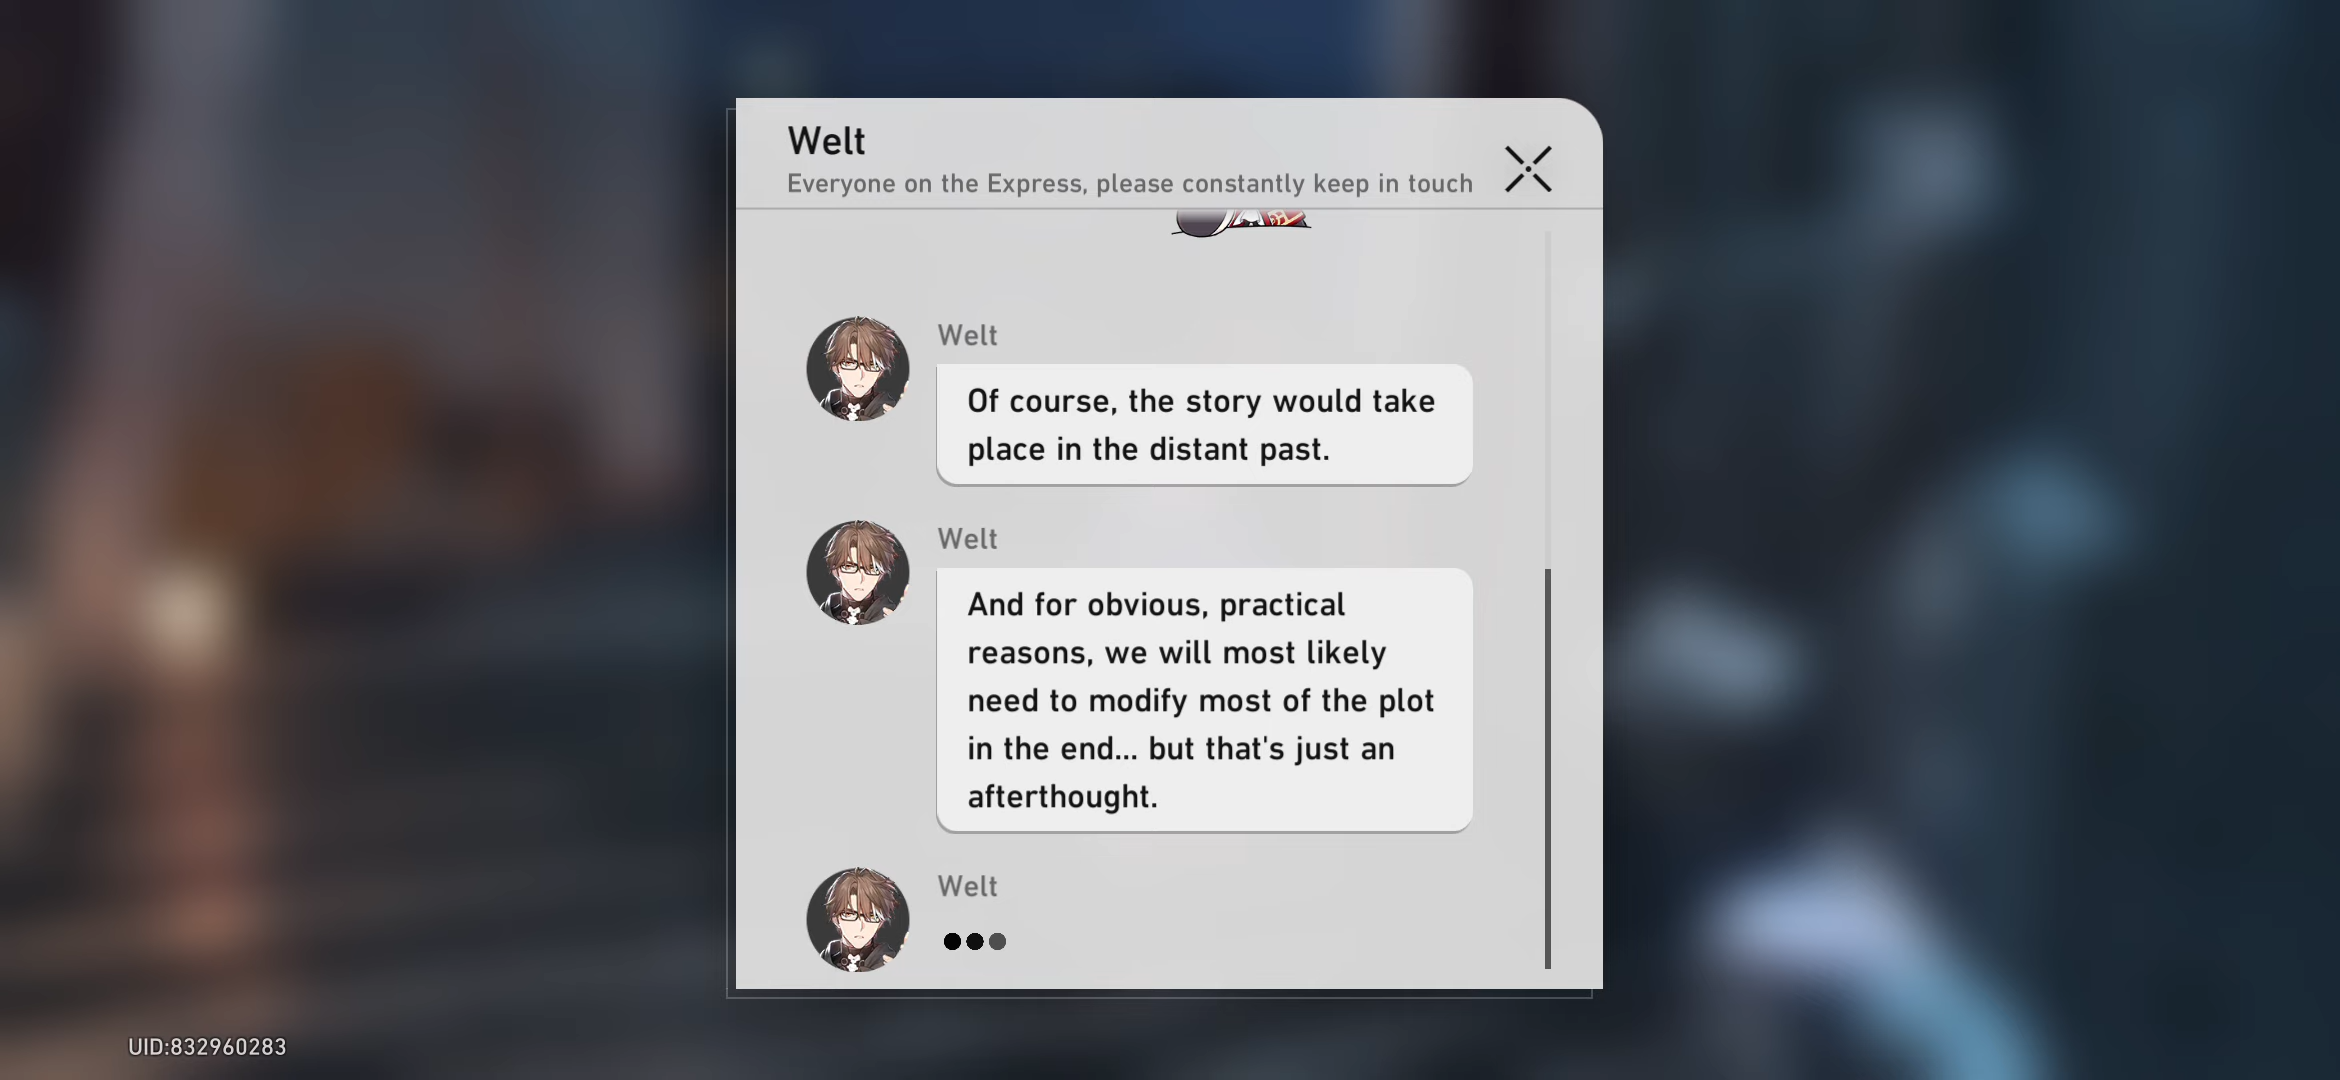 Welt
Everyone on the Express, please constantly keep in touch
Welt
Of course, the story would take
place in the distant past.
Welt
And for obvious, practical
reasons, we will most likely
need to modify most of the plot
in the end... but that's just an
afterthought.
Welt
UID:832960283